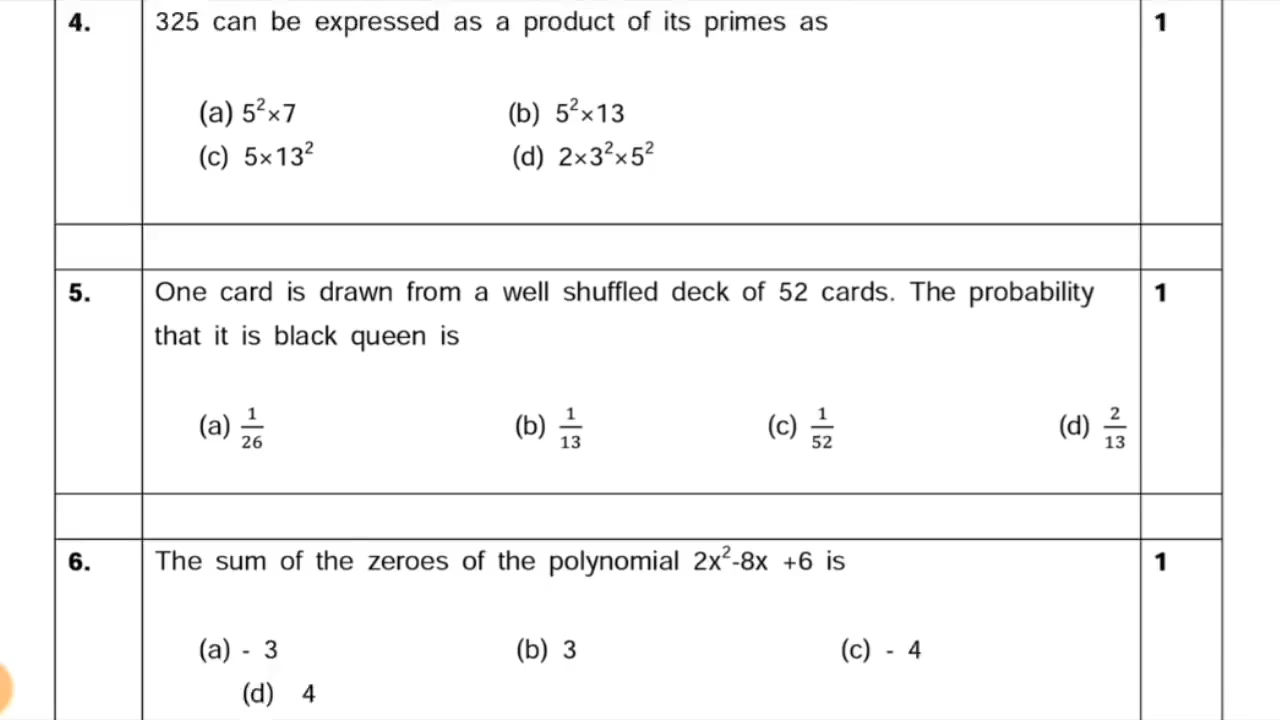 4. 325 can be expressed as a product of its primes as 1
(a) 5²×7 (b) 5²×13
(c) 5×13² (d) 2×3²×5²
5. One card is drawn from a well shuffled deck of 52 cards. The probability 1
that it is black queen is
(a) 1/26 (b) 1/13 (c) 1/52 (d) 2/13
6. The sum of the zeroes of the polynomial 2x²-8x +6 is 1
(a) - 3 (b) 3 (c) - 4
(d) 4